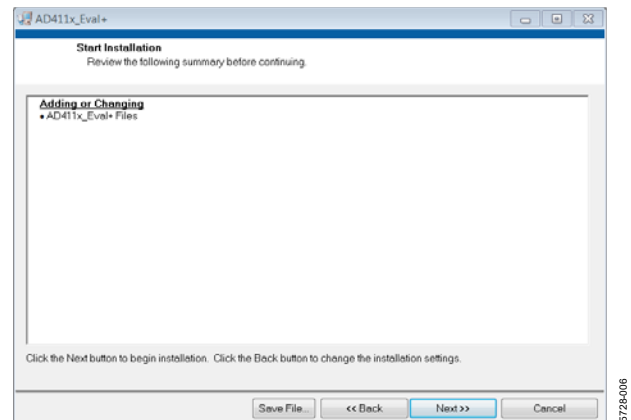 AD411x_Eval+
Start Installation
Review the following summary before continuing.
Adding or Changing
• AD411x_Eval+ Files
Click the Next button to begin installation. Click the Back button to change the installation settings.
Save File... << Back Next >> Cancel
5728-006